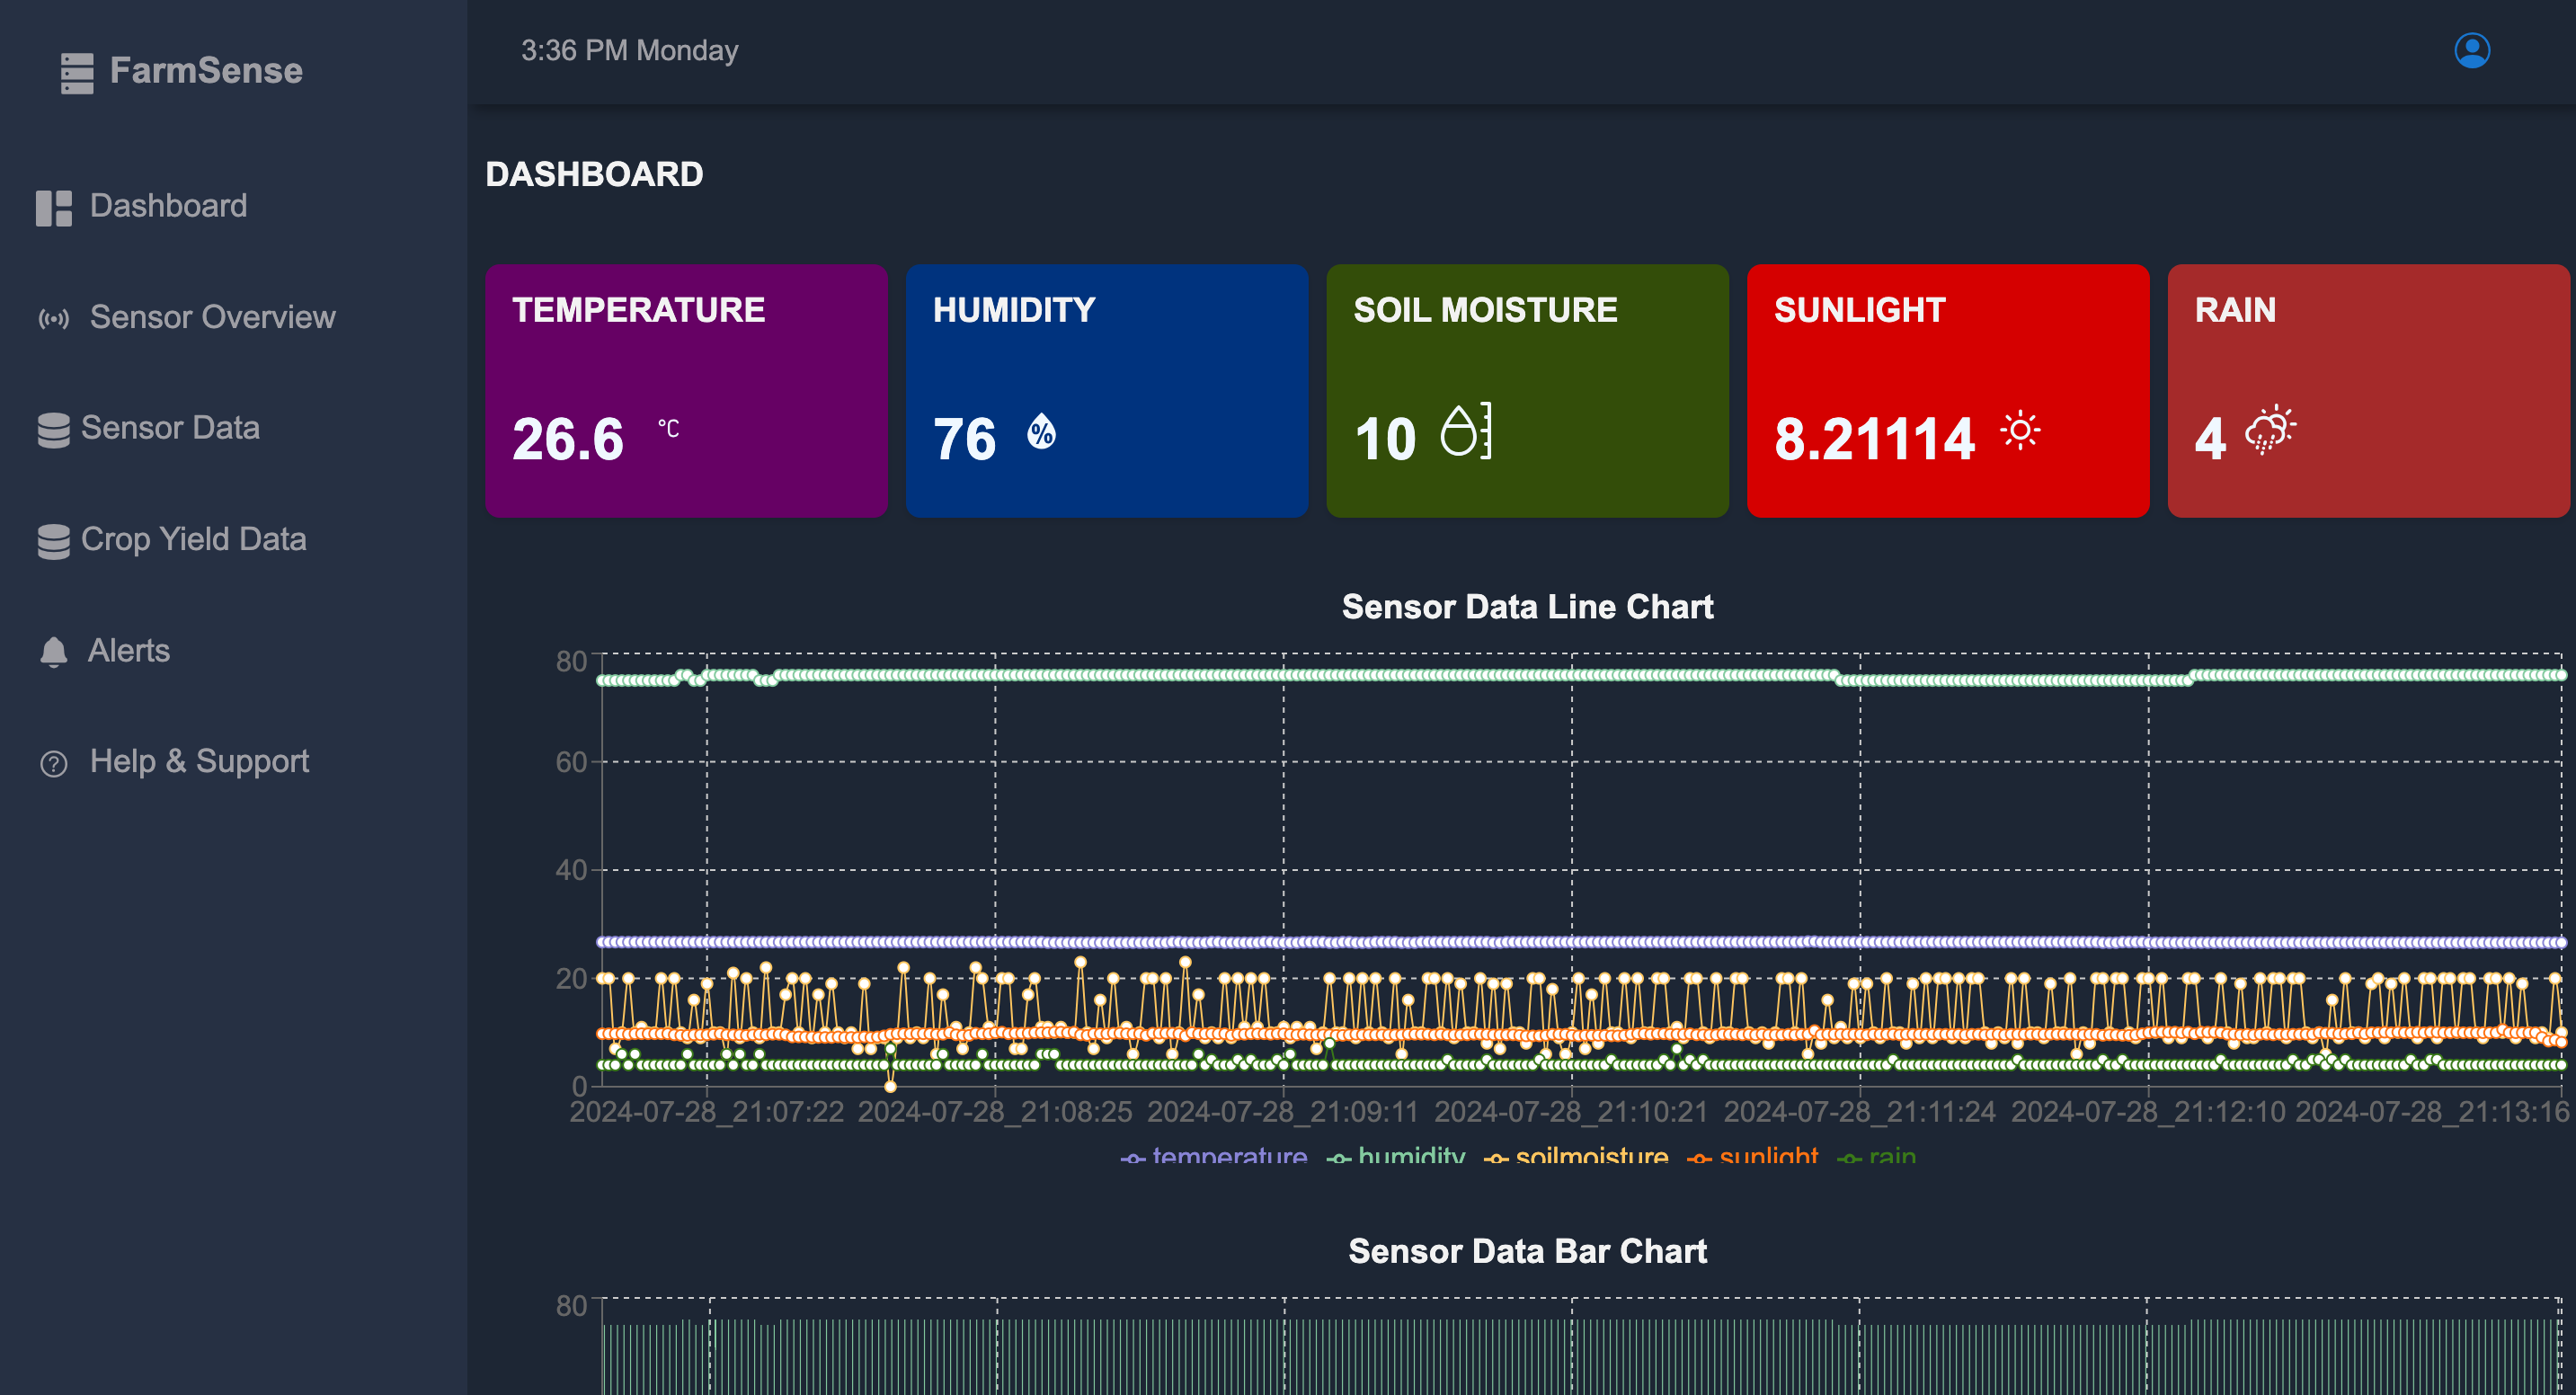 FarmSense
3:36 PM Monday
Dashboard
Sensor Overview
Sensor Data
Crop Yield Data
Alerts
Help & Support
DASHBOARD
TEMPERATURE
26.6 °C
HUMIDITY
76 %
SOIL MOISTURE
10
SUNLIGHT
8.21114
RAIN
4
Sensor Data Line Chart
80
60
40
20
0
2024-07-28_21:07:22 2024-07-28_21:08:25 2024-07-28_21:09:11 2024-07-28_21:10:21 2024-07-28_21:11:24 2024-07-28_21:12:10 2024-07-28_21:13:16
temperature humidity soilmoisture sunlight rain
Sensor Data Bar Chart
80